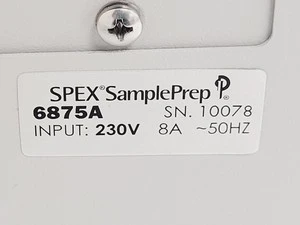 SPEX® SamplePrep
6875A SN. 10078
INPUT: 230V 8A ~50HZ